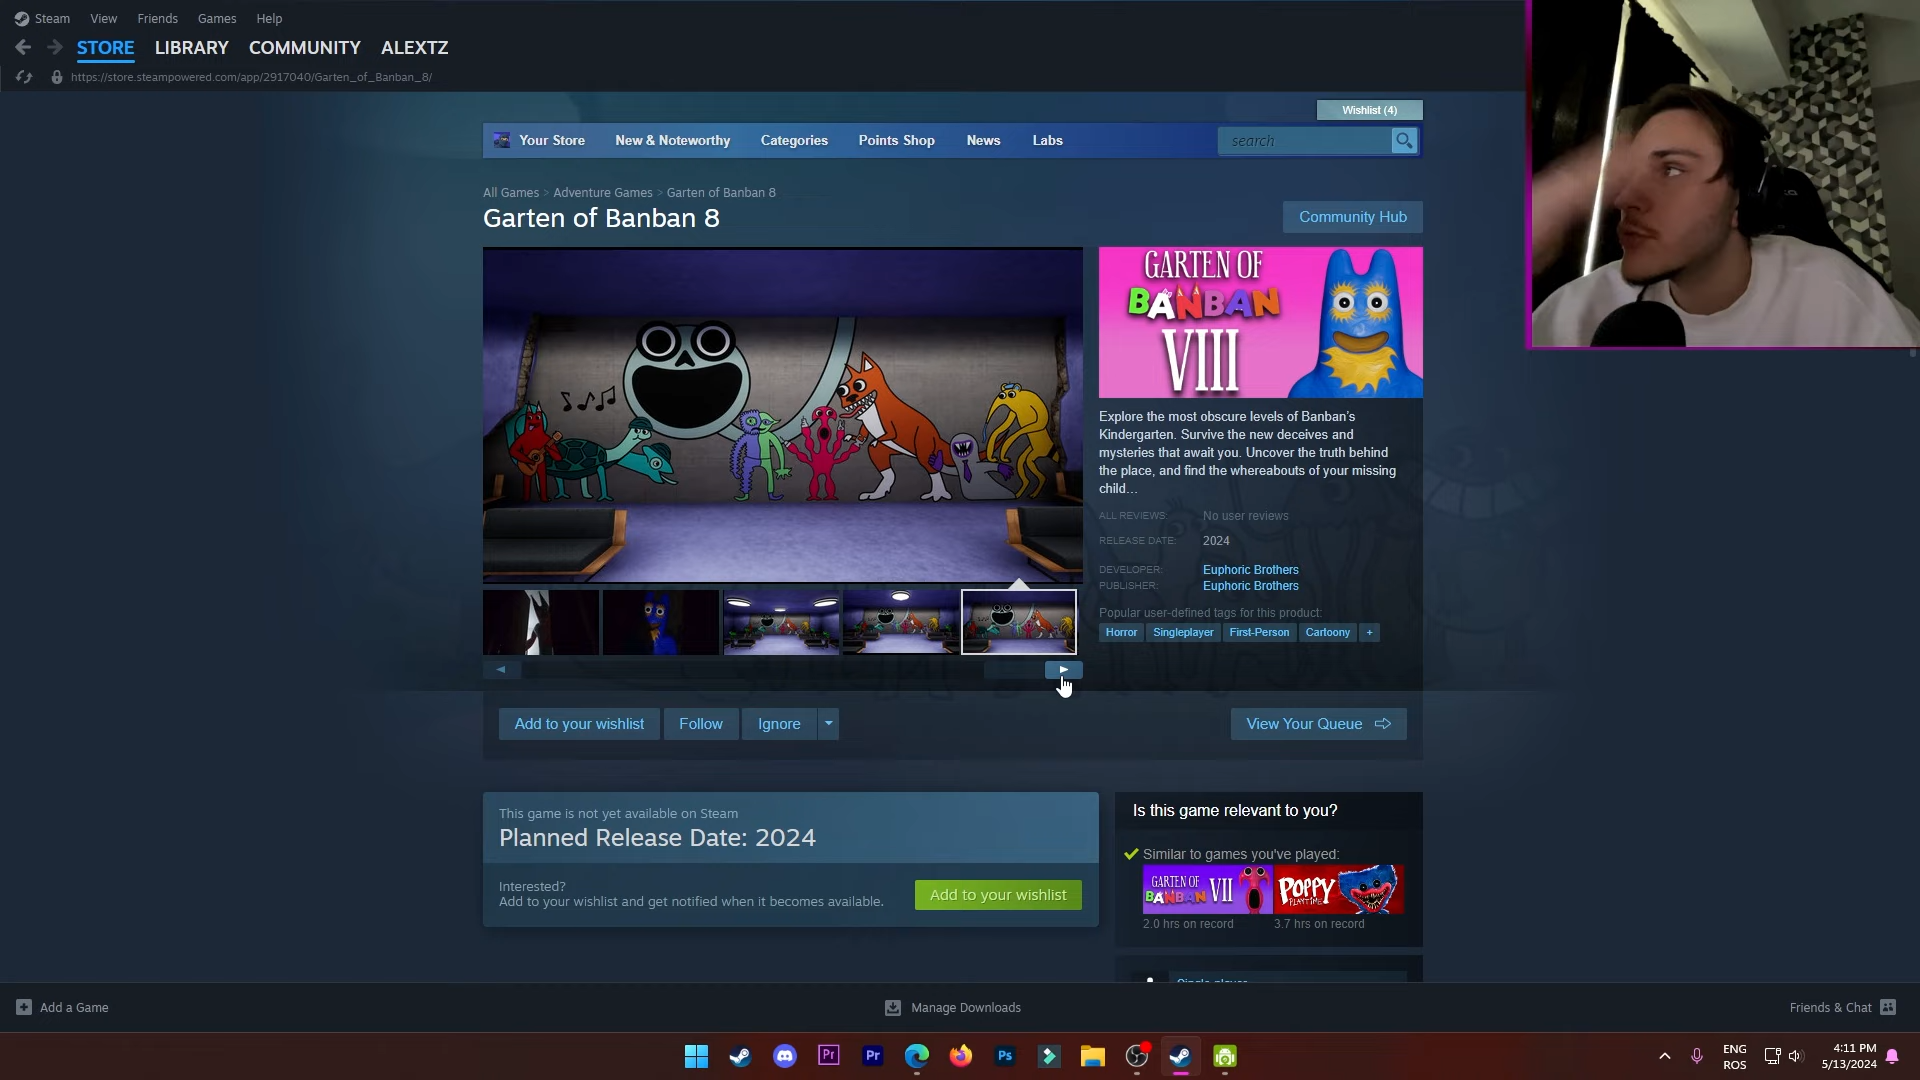 Steam View Friends Games Help
STORE LIBRARY COMMUNITY ALEXTZ
https://store.steampowered.com/app/2917040/Garten_of_Banban_8/
Wishlist (4)
Your Store New & Noteworthy Categories Points Shop News Labs search
All Games > Adventure Games > Garten of Banban 8
Garten of Banban 8
Community Hub
GARTEN OF
BANBAN
VIII
Explore the most obscure levels of Banban's
Kindergarten. Survive the new deceives and
mysteries that await you. Uncover the truth behind
the place, and find the whereabouts of your missing
child...
ALL REVIEWS: No user reviews
RELEASE DATE: 2024
DEVELOPER: Euphoric Brothers
PUBLISHER: Euphoric Brothers
Popular user-defined tags for this product:
Horror Singleplayer First-Person Cartoony +
Add to your wishlist Follow Ignore
View Your Queue
This game is not yet available on Steam
Planned Release Date: 2024
Interested?
Add to your wishlist and get notified when it becomes available.
Add to your wishlist
Is this game relevant to you?
Similar to games you've played:
GARTEN OF
BANBAN VII
POPPY
PLAYTIME
2.0 hrs on record 3.7 hrs on record
Single-player
Add a Game
Manage Downloads
Friends & Chat
Pr Pr Ps
ENG
ROS
4:11 PM
5/13/2024